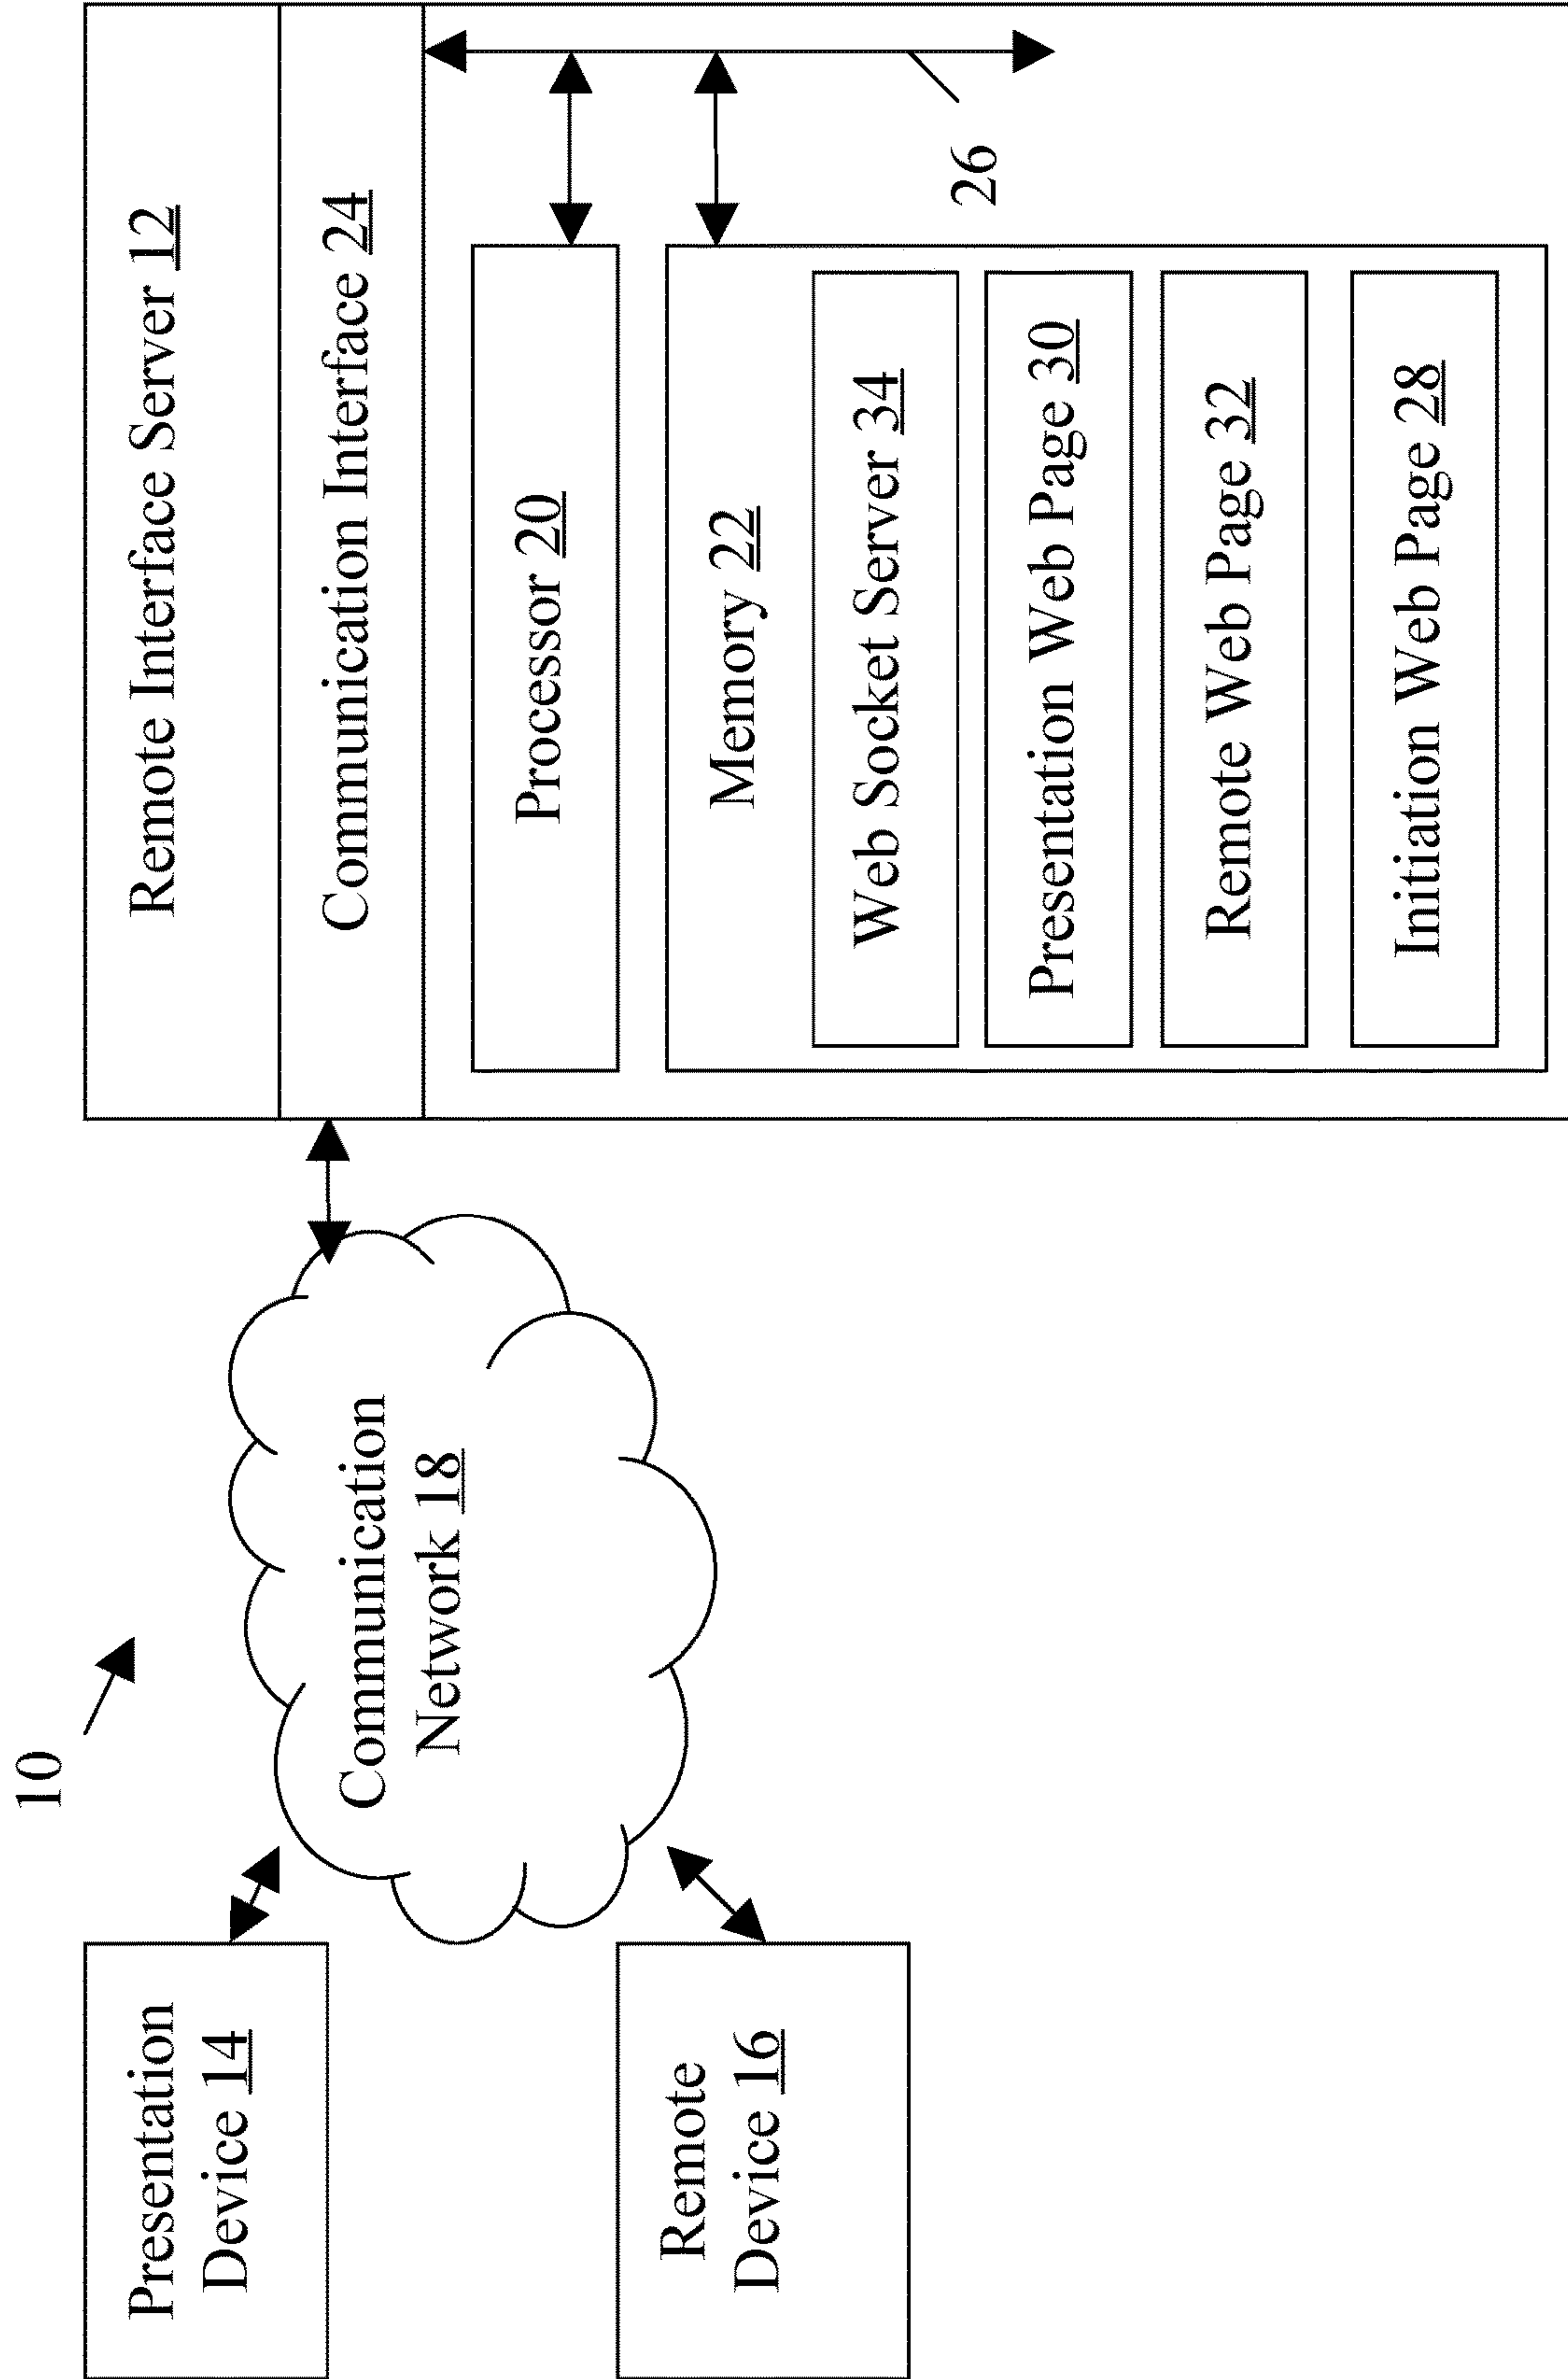 10
Presentation
Device 14
Remote
Device 16
Communication
Network 18
Remote Interface Server 12
Communication Interface 24
Processor 20
26
Memory 22
Web Socket Server 34
Presentation Web Page 30
Remote Web Page 32
Initiation Web Page 28